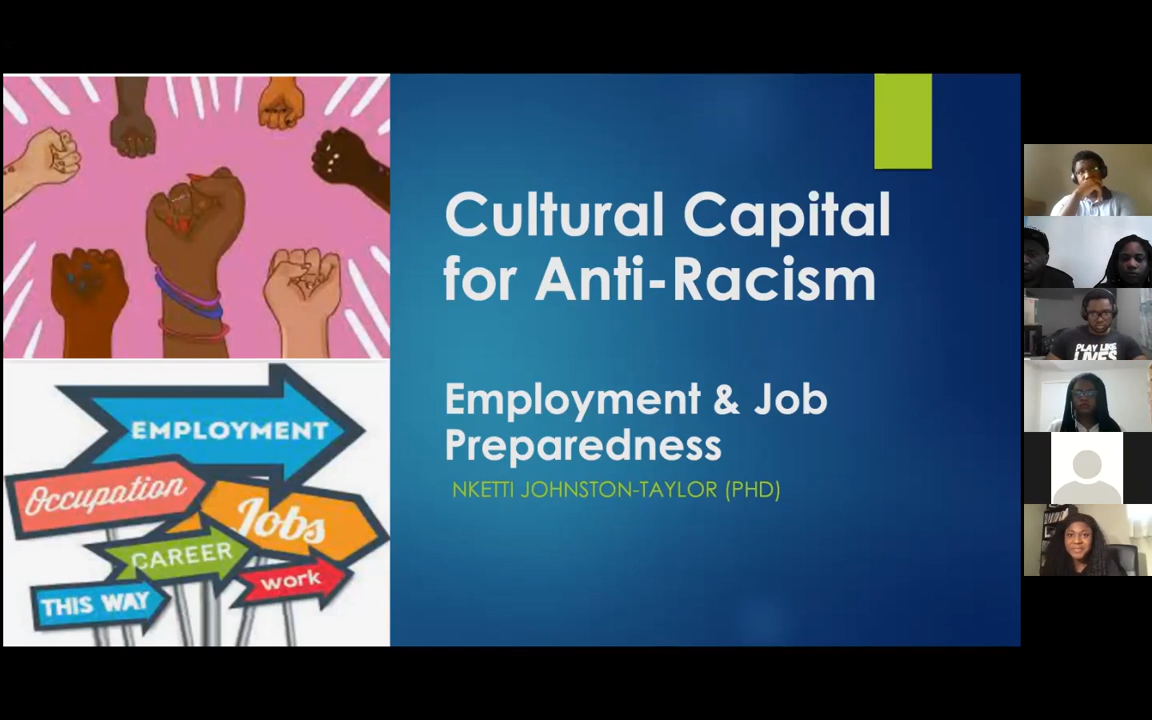 Cultural Capital
for Anti-Racism
Employment & Job
Preparedness
NKETTI JOHNSTON-TAYLOR (PHD)
EMPLOYMENT
Occupation
Jobs
CAREER
work
THIS WAY
PLAY LIKE
LIVES